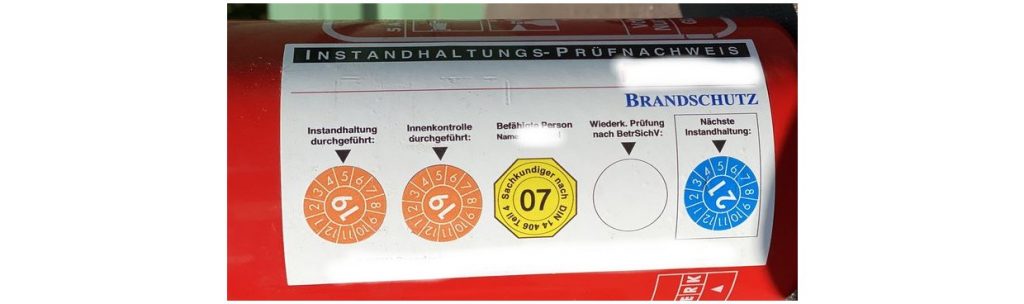 INSTANDHALTUNGS-PRÜFNACHWEIS
BRANDSCHUTZ
Instandhaltung
durchgeführt:
Innenkontrolle
durchgeführt:
Befähigte Person
Name:
Wiederk. Prüfung
nach BetrSichV:
Nächste
Instandhaltung:
1 2 3 4 5 6 7 8 9 10 11 12
19
1 2 3 4 5 6 7 8 9 10 11 12
19
Sachkundiger nach DIN 14 406 Teil 4
07
1 2 3 4 5 6 7 8 9 10 11 12
21